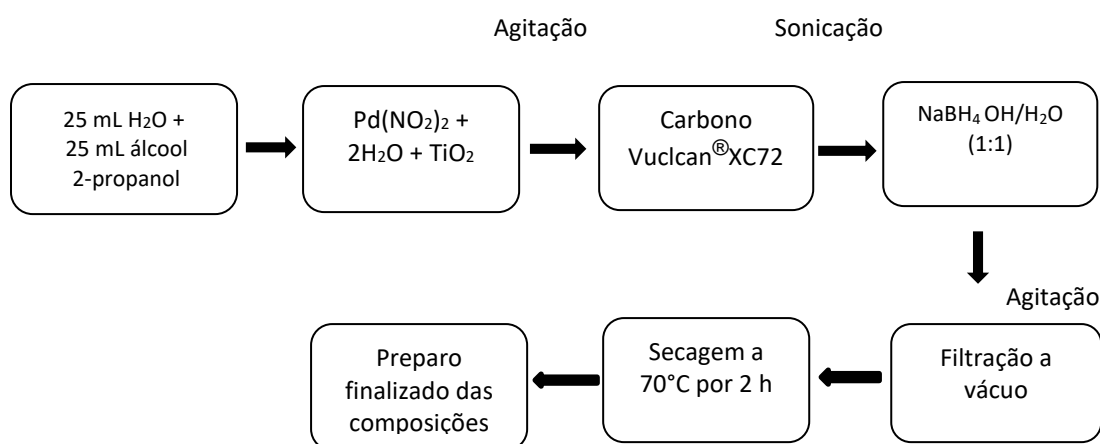 Agitação
Sonicação
25 mL H₂O +
25 mL álcool
2-propanol
Pd(NO₂)₂ +
2H₂O + TiO₂
Carbono
Vuclcan®XC72
NaBH₄ OH/H₂O
(1:1)
Agitação
Filtração a
vácuo
Secagem a
70°C por 2 h
Preparo
finalizado das
composições